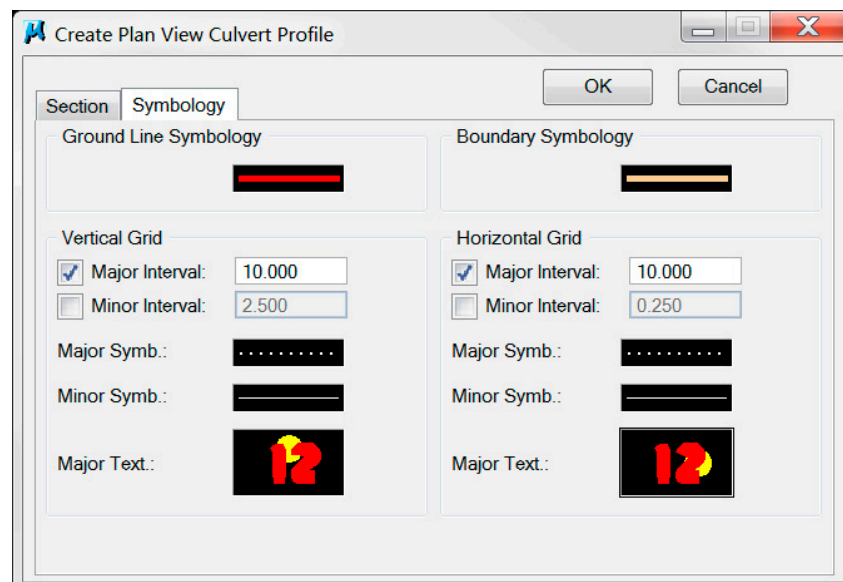 Create Plan View Culvert Profile
OK Cancel
Section Symbology
Ground Line Symbology
Boundary Symbology
Vertical Grid
Major Interval: 10.000
Minor Interval: 2.500
Major Symb.:
Minor Symb.:
Major Text.: 12
Horizontal Grid
Major Interval: 10.000
Minor Interval: 0.250
Major Symb.:
Minor Symb.:
Major Text.: 12